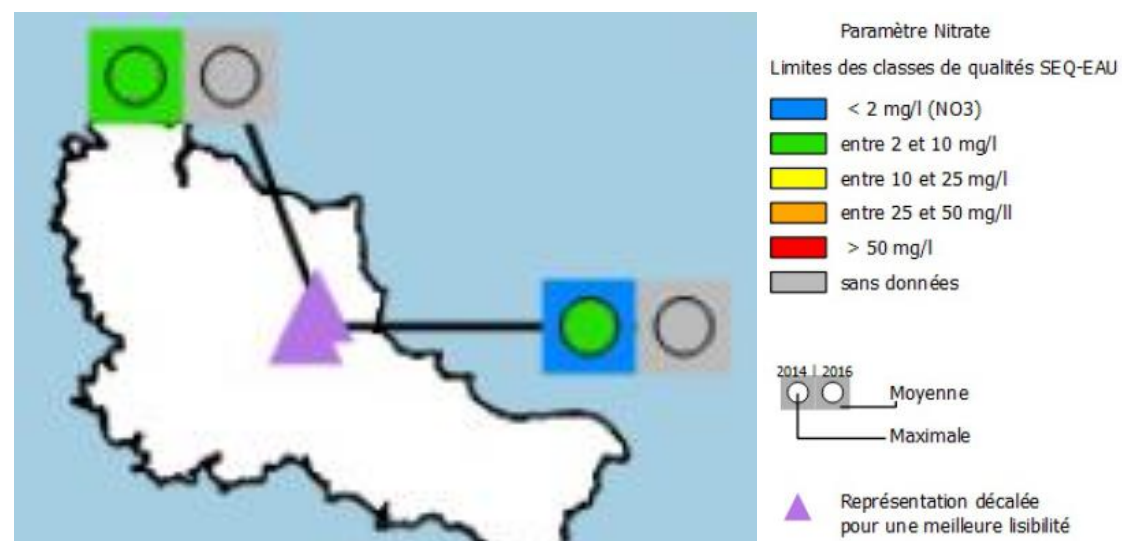 Paramètre Nitrate
Limites des classes de qualités SEQ-EAU
< 2 mg/l (NO3)
entre 2 et 10 mg/l
entre 10 et 25 mg/l
entre 25 et 50 mg/ll
> 50 mg/l
sans données
2014 | 2016
Moyenne
Maximale
Représentation décalée
pour une meilleure lisibilité